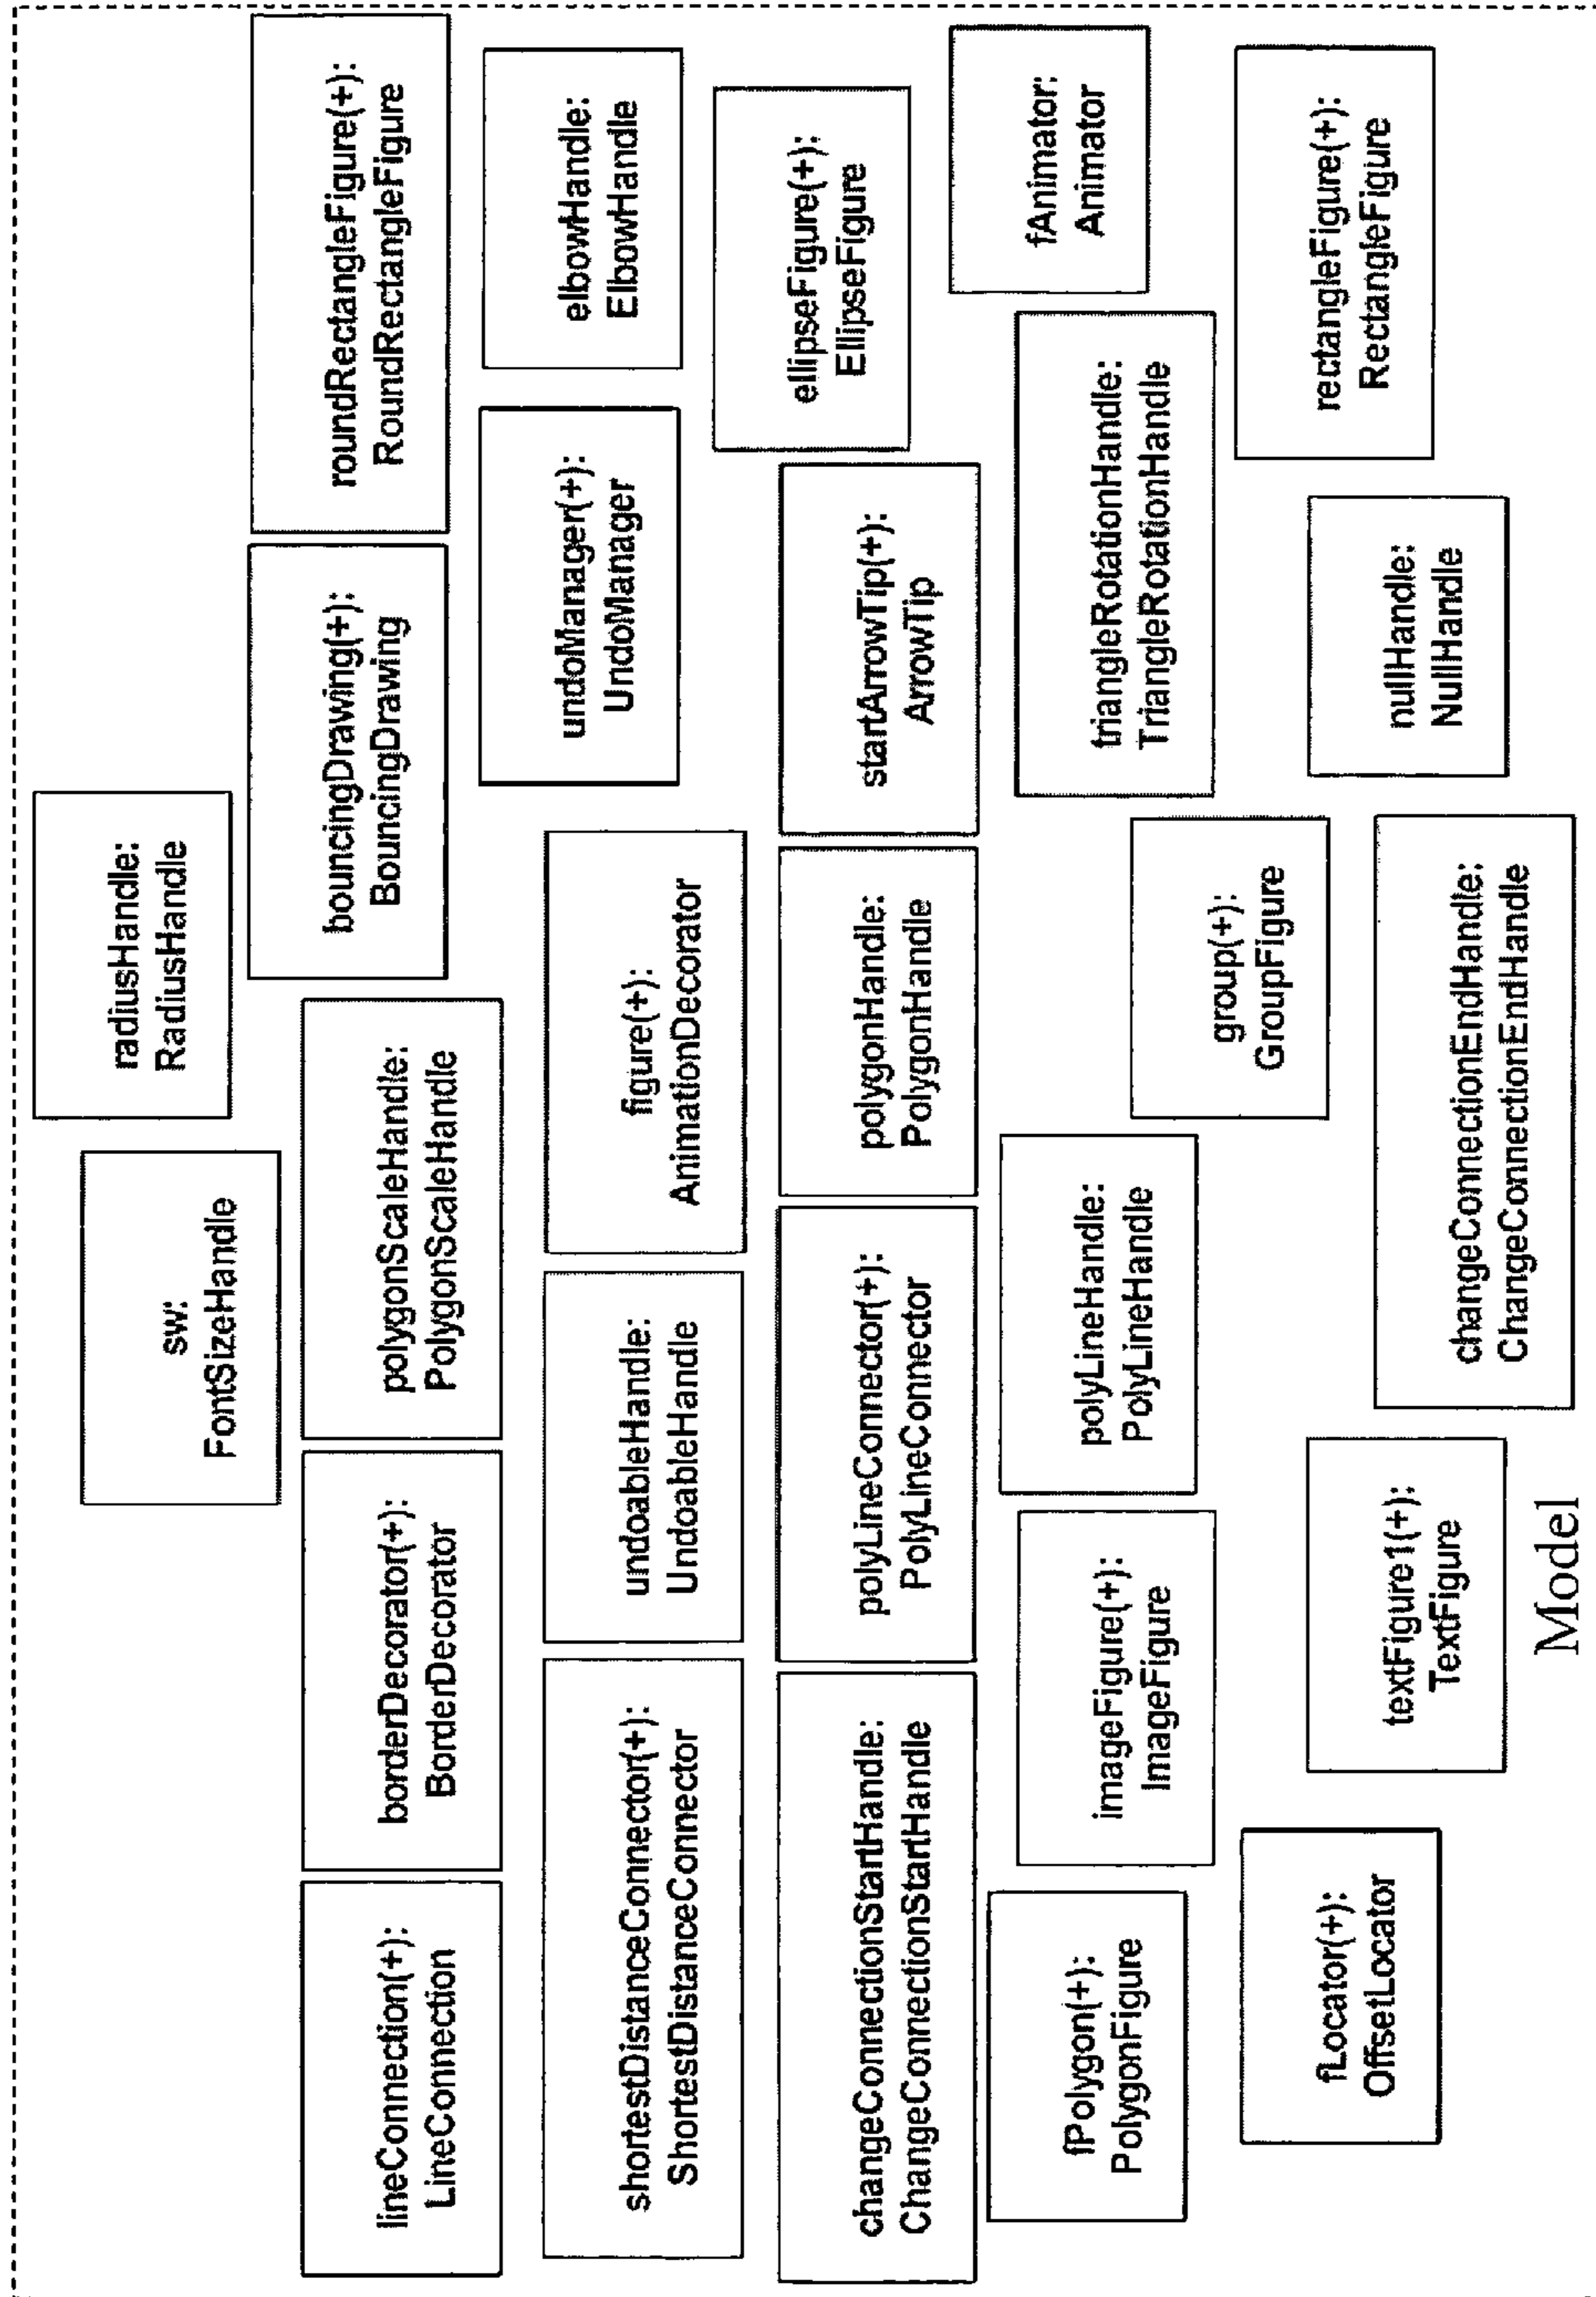 sw:
FontSizeHandle
radiusHandle:
RadiusHandle
lineConnection(+):
LineConnection
borderDecorator(+):
BorderDecorator
polygonScaleHandle:
PolygonScaleHandle
bouncingDrawing(+):
BouncingDrawing
roundRectangleFigure(+):
RoundRectangleFigure
shortestDistanceConnector(+):
ShortestDistanceConnector
undoableHandle:
UndoableHandle
figure(+):
AnimationDecorator
undoManager(+):
UndoManager
elbowHandle:
ElbowHandle
changeConnectionStartHandle:
ChangeConnectionStartHandle
polyLineConnector(+):
PolyLineConnector
polygonHandle:
PolygonHandle
startArrowTip(+):
ArrowTip
ellipseFigure(+):
EllipseFigure
fPolygon(+):
PolygonFigure
imageFigure(+):
ImageFigure
polyLineHandle:
PolyLineHandle
triangleRotationHandle:
TriangleRotationHandle
fAnimator:
Animator
fLocator(+):
OffsetLocator
textFigure1(+):
TextFigure
group(+):
GroupFigure
nullHandle:
NullHandle
rectangleFigure(+):
RectangleFigure
changeConnectionEndHandle:
ChangeConnectionEndHandle
Model